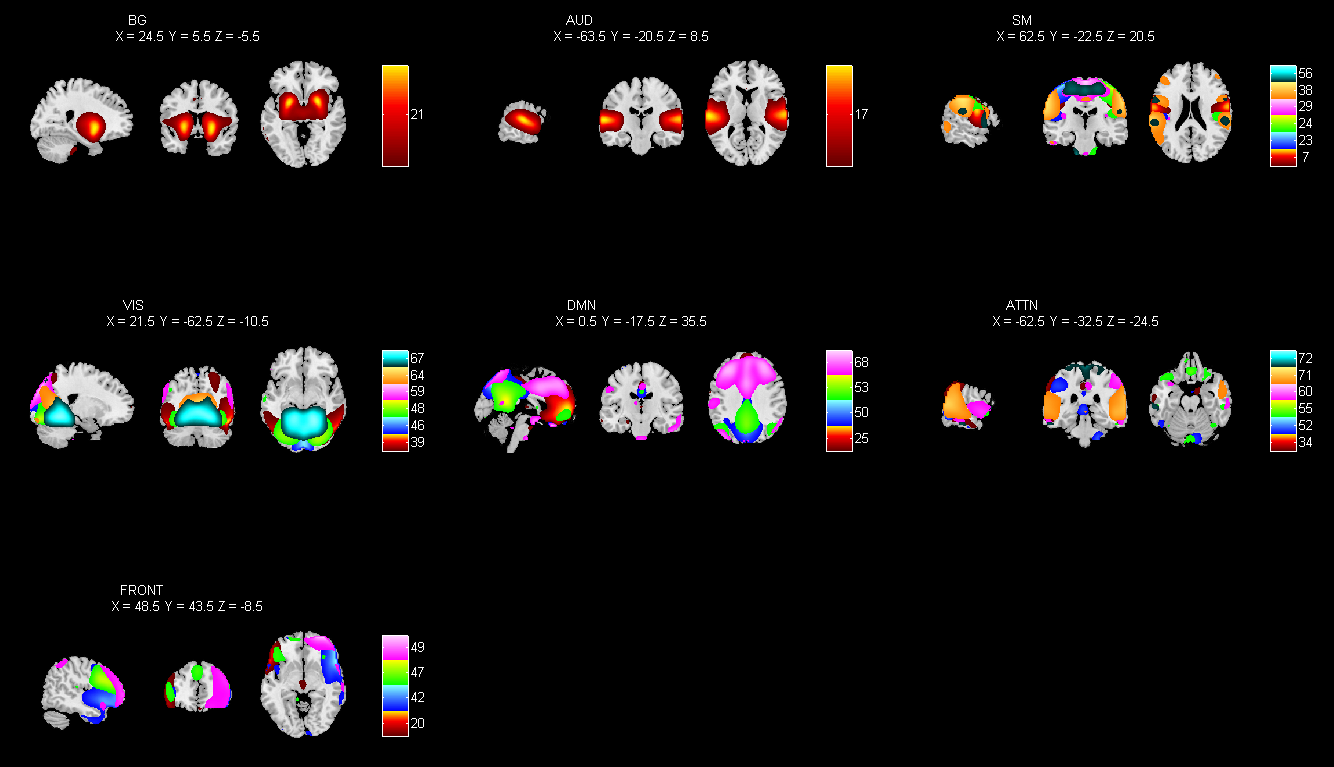 BG
X = 24.5 Y = 5.5 Z = -5.5
21
AUD
X = -63.5 Y = -20.5 Z = 8.5
17
SM
X = 62.5 Y = -22.5 Z = 20.5
56
38
29
24
23
7
VIS
X = 21.5 Y = -62.5 Z = -10.5
67
64
59
48
46
39
DMN
X = 0.5 Y = -17.5 Z = 35.5
68
53
50
25
ATTN
X = -62.5 Y = -32.5 Z = -24.5
72
71
60
55
52
34
FRONT
X = 48.5 Y = 43.5 Z = -8.5
49
47
42
20